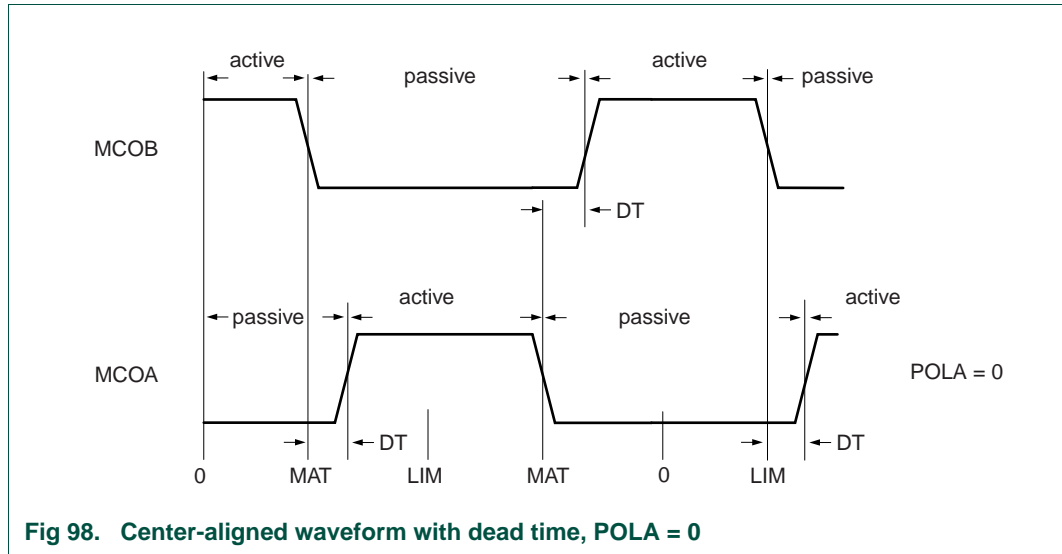 active
passive
active
passive
MCOB
DT
active
active
passive
passive
MCOA
POLA = 0
DT
DT
0
MAT
LIM
MAT
0
LIM
Fig 98. Center-aligned waveform with dead time, POLA = 0